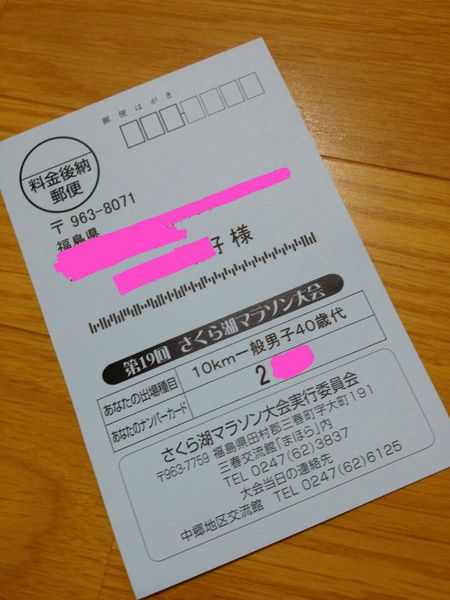 郵便はがき
料金後納
郵便
〒 963-8071
福島県
子 様
第19回 さくら湖マラソン大会
あなたの出場種目 10km一般男子40歳代
あなたのナンバーカード 2
さくら湖マラソン大会実行委員会
〒963-7759 福島県田村郡三春町字大町191
三春交流館「まほら」内
TEL 0247(62)3837
大会当日の連絡先
中郷地区交流館 TEL 0247(62)6125